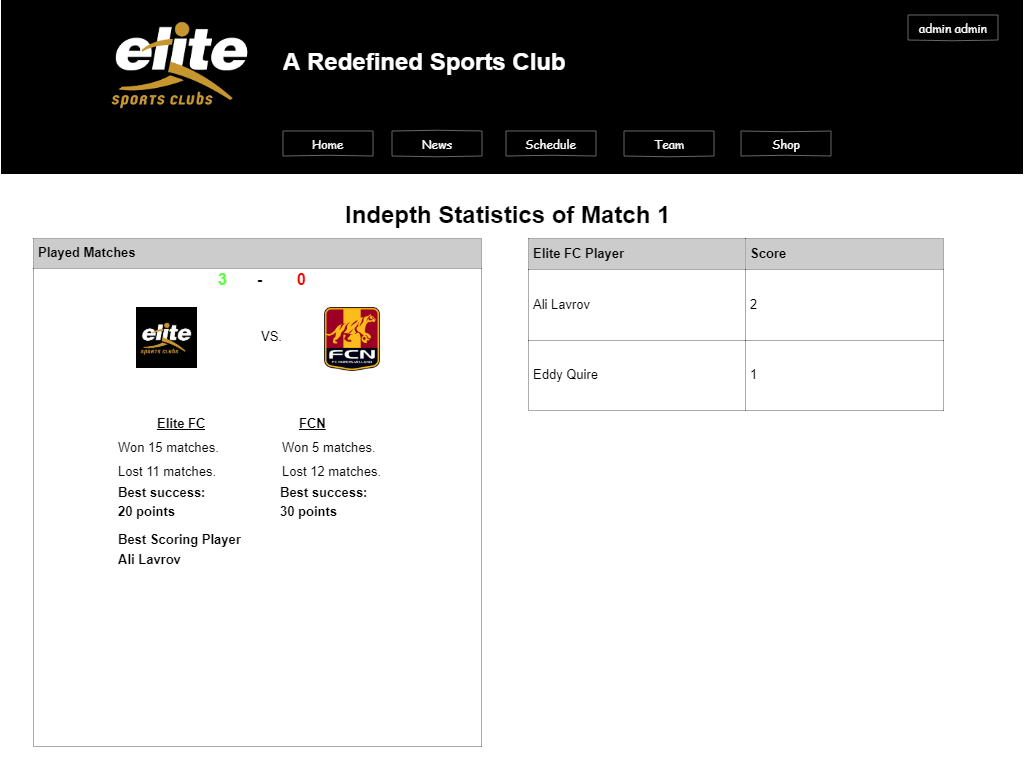 elite
SPORTS CLUBS
A Redefined Sports Club
admin admin
Home News Schedule Team Shop
Indepth Statistics of Match 1
Played Matches
3 - 0
elite
SPORTS CLUBS
VS.
FCN
Elite FC FCN
Won 15 matches. Won 5 matches.
Lost 11 matches. Lost 12 matches.
Best success: Best success:
20 points 30 points
Best Scoring Player
Ali Lavrov
Elite FC Player Score
Ali Lavrov 2
Eddy Quire 1